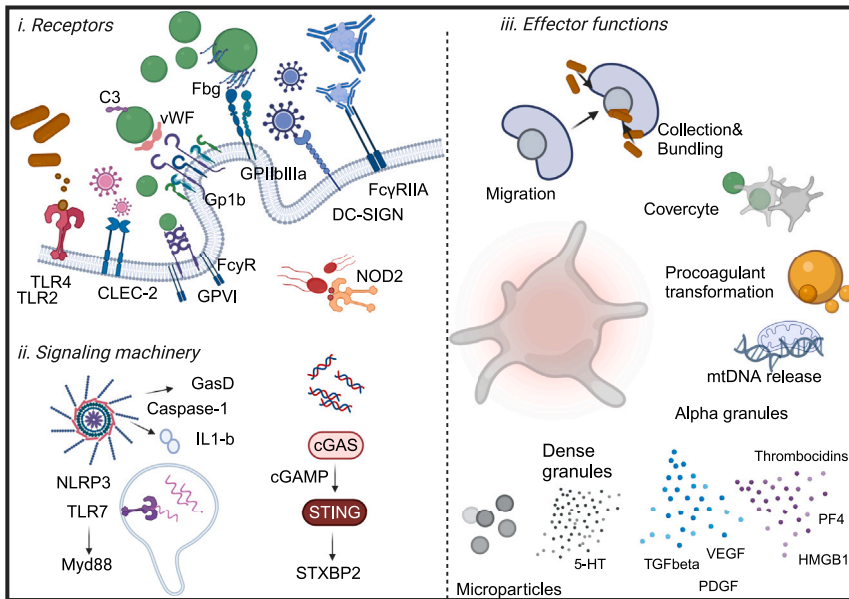 i. Receptors
C3
vWF
Fbg
GPIIbIIIa
Gp1b
FcγRIIA
DC-SIGN
TLR4
TLR2
CLEC-2
FcγR
GPVI
NOD2
ii. Signaling machinery
GasD
Caspase-1
IL1-b
NLRP3
TLR7
Myd88
cGAS
cGAMP
STING
STXBP2
iii. Effector functions
Migration
Collection&
Bundling
Covercyte
Procoagulant
transformation
mtDNA release
Alpha granules
Dense
granules
5-HT
Microparticles
Thrombocidins
PF4
HMGB1
VEGF
TGFbeta
PDGF